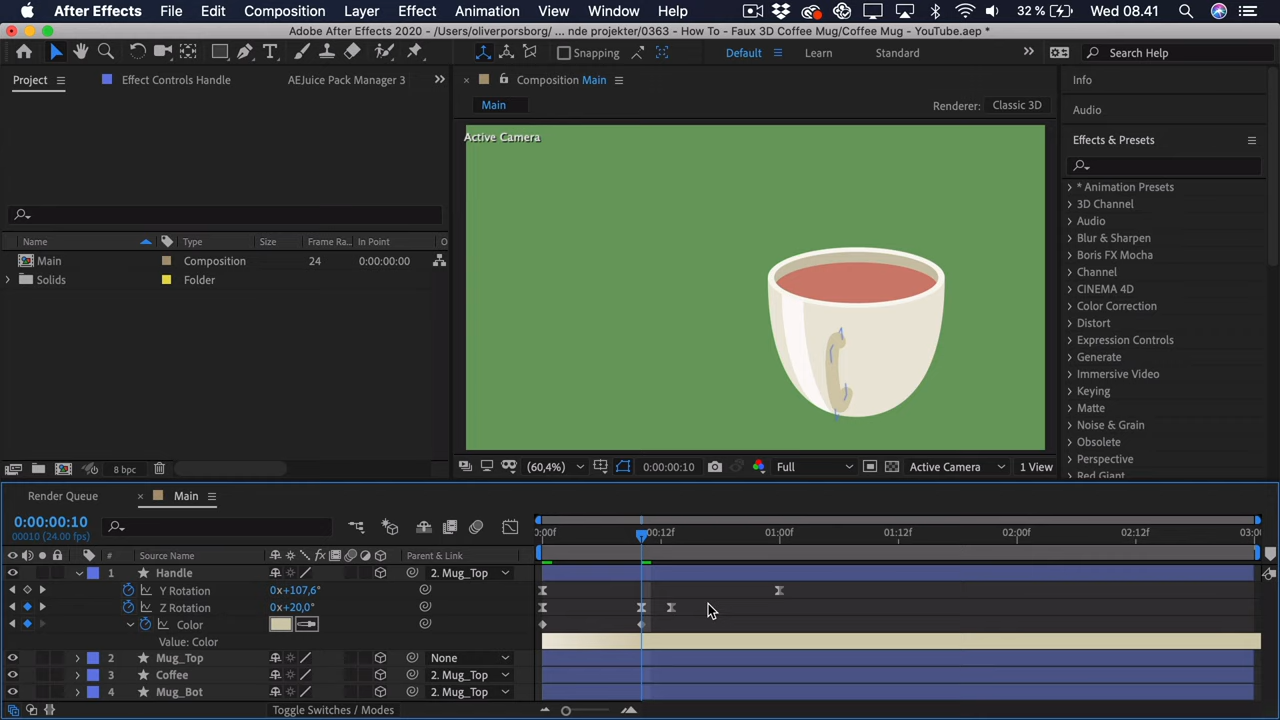 After Effects File Edit Composition Layer Effect Animation View Window Help 32 % Wed 08.41
Adobe After Effects 2020 - /Users/oliverporsborg/ ... nde projekter/0363 - How To - Faux 3D Coffee Mug/Coffee Mug - YouTube.aep *
Snapping Default Learn Standard Search Help
Project Effect Controls Handle AEJuice Pack Manager 3 Composition Main Info
Main Renderer: Classic 3D Audio
Active Camera
Effects & Presets
Name Type Size Frame Ra.. In Point O
Main Composition 24 0:00:00:00
Solids Folder
* Animation Presets
3D Channel
Audio
Blur & Sharpen
Boris FX Mocha
Channel
CINEMA 4D
Color Correction
Distort
Expression Controls
Generate
Immersive Video
Keying
Matte
Noise & Grain
Obsolete
Perspective
Red Giant
8 bpc (60,4%) 0:00:00:10 Full Active Camera 1 View
Render Queue Main
0:00:00:10
00010 (24.00 fps)
:00f 00:12f 01:00f 01:12f 02:00f 02:12f 03:0
# Source Name Parent & Link
1 Handle 2. Mug_Top
Y Rotation 0x+107,6°
Z Rotation 0x+20,0°
Color
Value: Color
2 Mug_Top None
3 Coffee 2. Mug_Top
4 Mug_Bot 2. Mug_Top
Toggle Switches / Modes